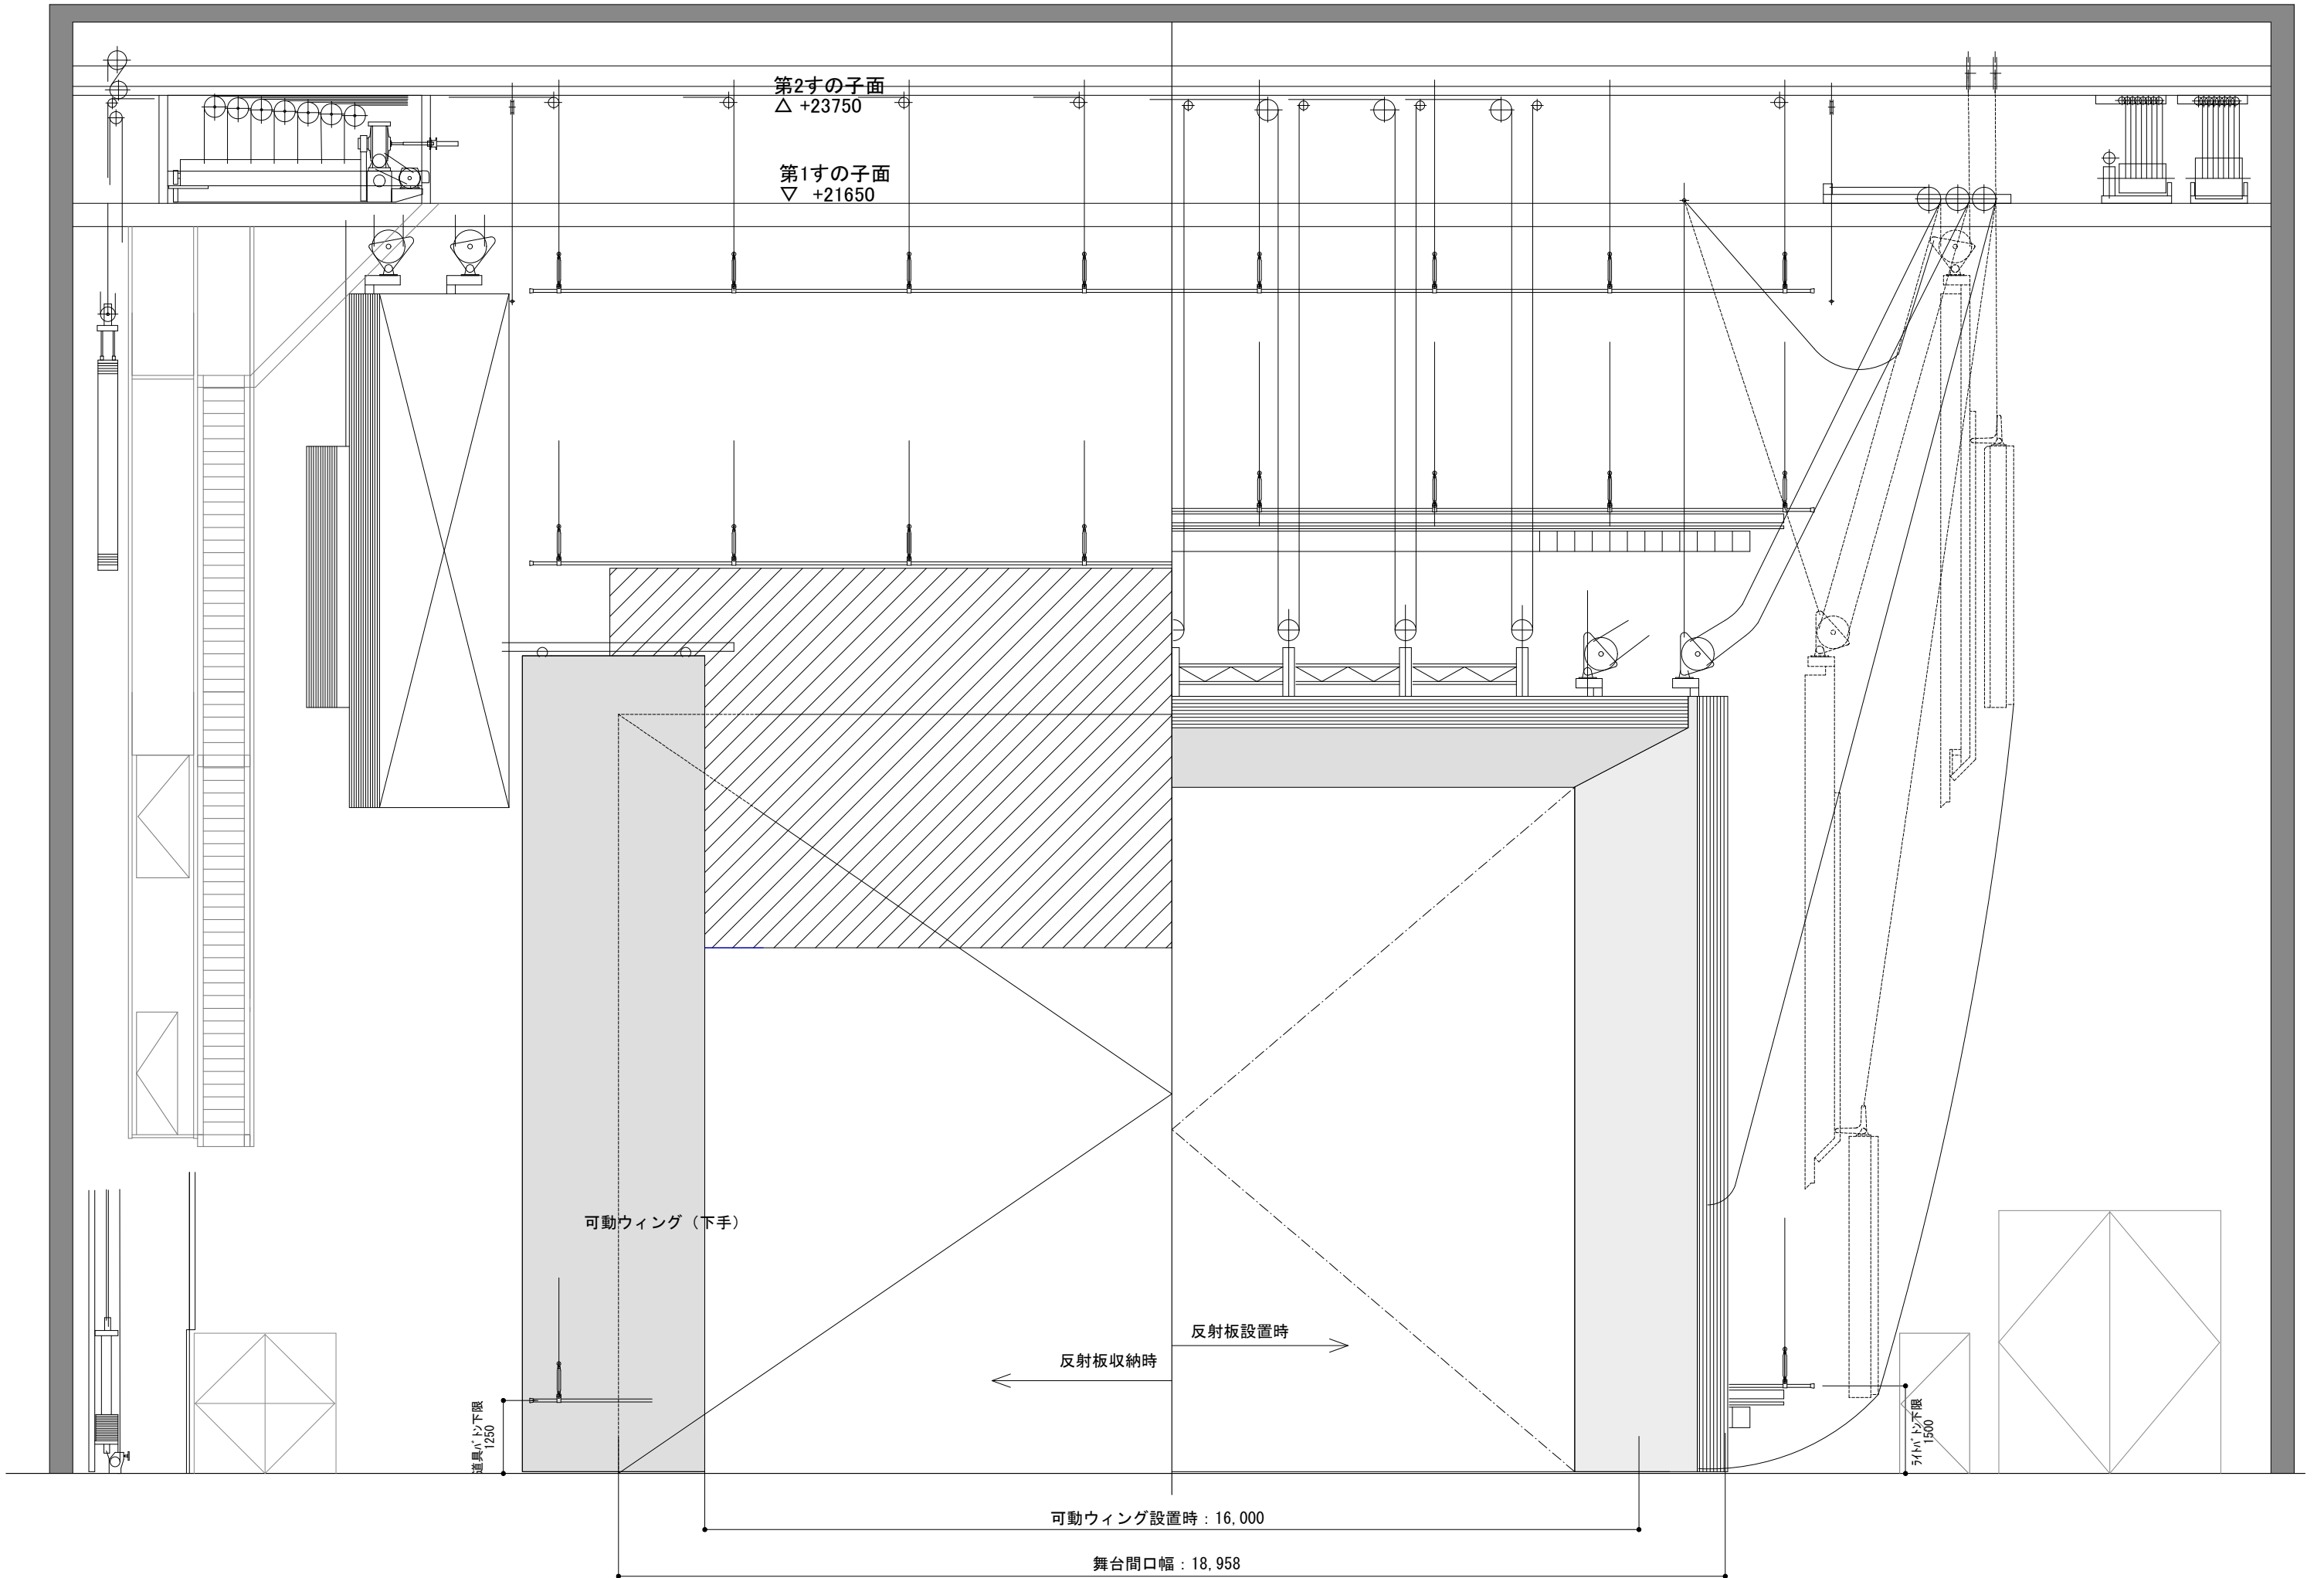 第2すの子面
△ +23750
第1すの子面
▽ +21650
可動ウィング（下手）
反射板設置時
反射板収納時
道具ﾊﾞﾄﾝ下限
1250
ﾗｲﾄﾊﾞﾄﾝ下限
1500
可動ウィング設置時：16,000
舞台間口幅：18,958